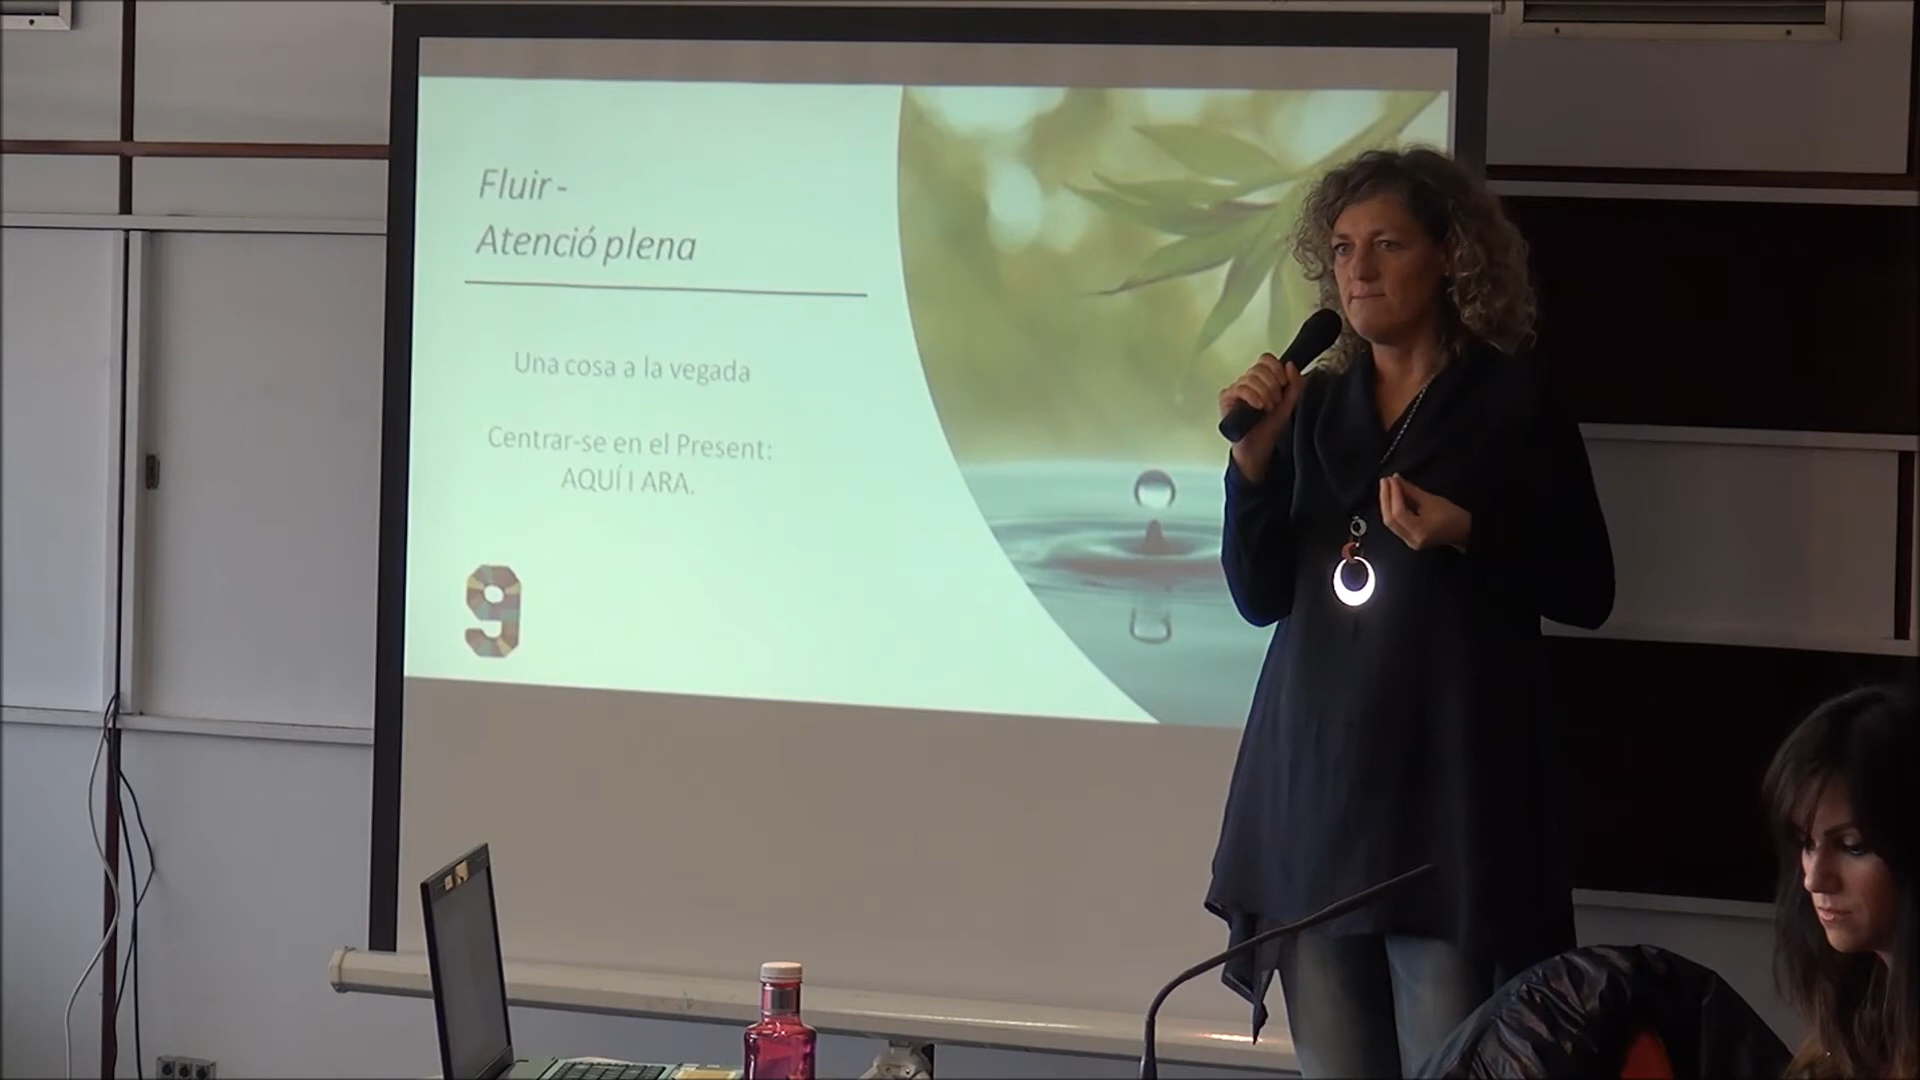 Fluir -
Atenció plena
Una cosa a la vegada
Centrar-se en el Present:
AQUÍ I ARA.
9